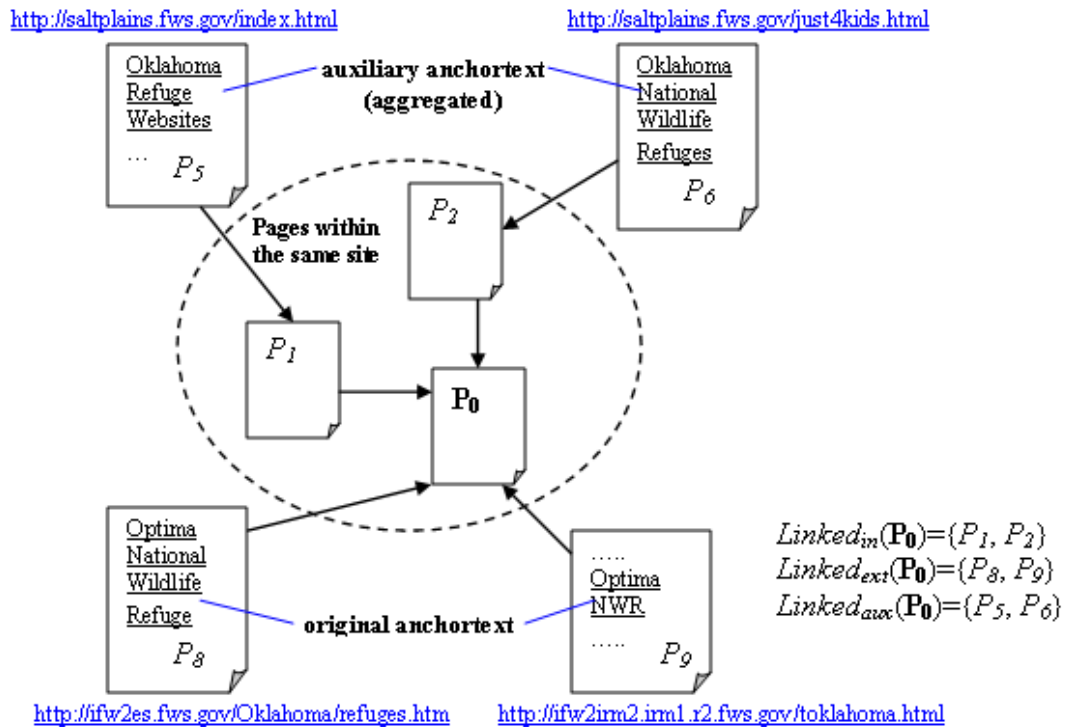 http://saltplains.fws.gov/index.html
http://saltplains.fws.gov/just4kids.html
Oklahoma
Refuge
Websites
...
P5
auxiliary anchortext
(aggregated)
Oklahoma
National
Wildlife
Refuges
P6
Pages within
the same site
P2
P1
P0
Optima
National
Wildlife
Refuge
P8
original anchortext
.....
Optima
NWR
.....
P9
Linkedin(P0)={P1, P2}
Linkedext(P0)={P8, P9}
Linkedaux(P0)={P5, P6}
http://ifw2es.fws.gov/Oklahoma/refuges.htm
http://ifw2irm2.irm1.r2.fws.gov/toklahoma.html